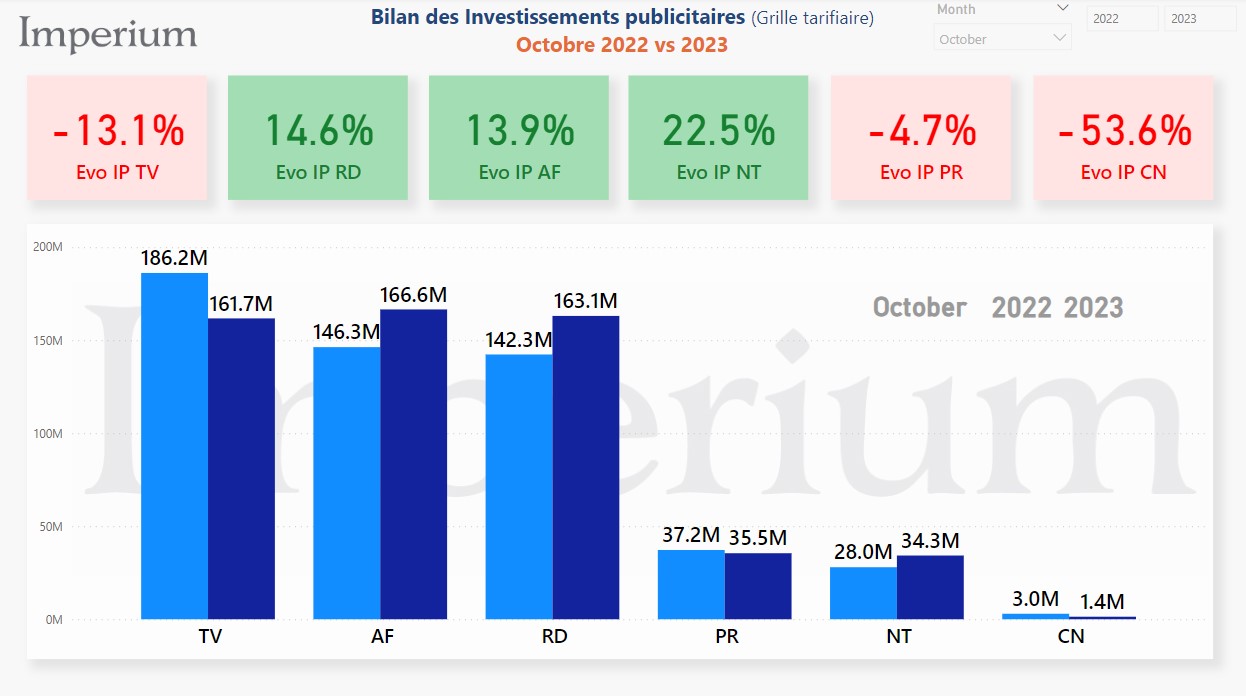 Imperium
Bilan des Investissements publicitaires (Grille tarifiaire)
Octobre 2022 vs 2023
Month
October
2022
2023
-13.1%
Evo IP TV
14.6%
Evo IP RD
13.9%
Evo IP AF
22.5%
Evo IP NT
-4.7%
Evo IP PR
-53.6%
Evo IP CN
200M
150M
100M
50M
0M
October 2022 2023
Imperium
186.2M
161.7M
146.3M
166.6M
142.3M
163.1M
37.2M
35.5M
28.0M
34.3M
3.0M
1.4M
TV
AF
RD
PR
NT
CN